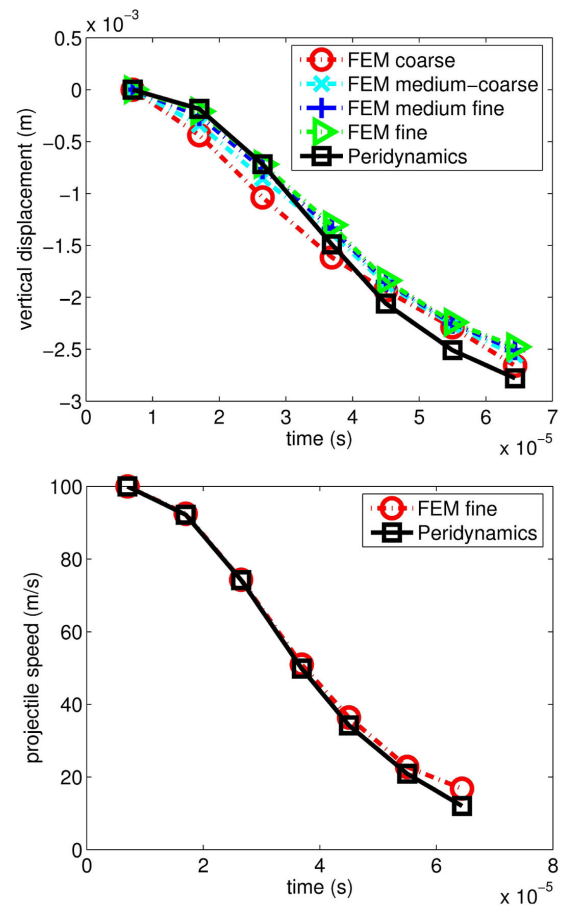 × 10⁻³
0.5
0
−0.5
−1
−1.5
−2
−2.5
−3
vertical displacement (m)
FEM coarse
FEM medium−coarse
FEM medium fine
FEM fine
Peridynamics
0 1 2 3 4 5 6 7
time (s)
x 10⁻⁵
100
80
60
40
20
0
projectile speed (m/s)
FEM fine
Peridynamics
0 2 4 6 8
time (s)
x 10⁻⁵